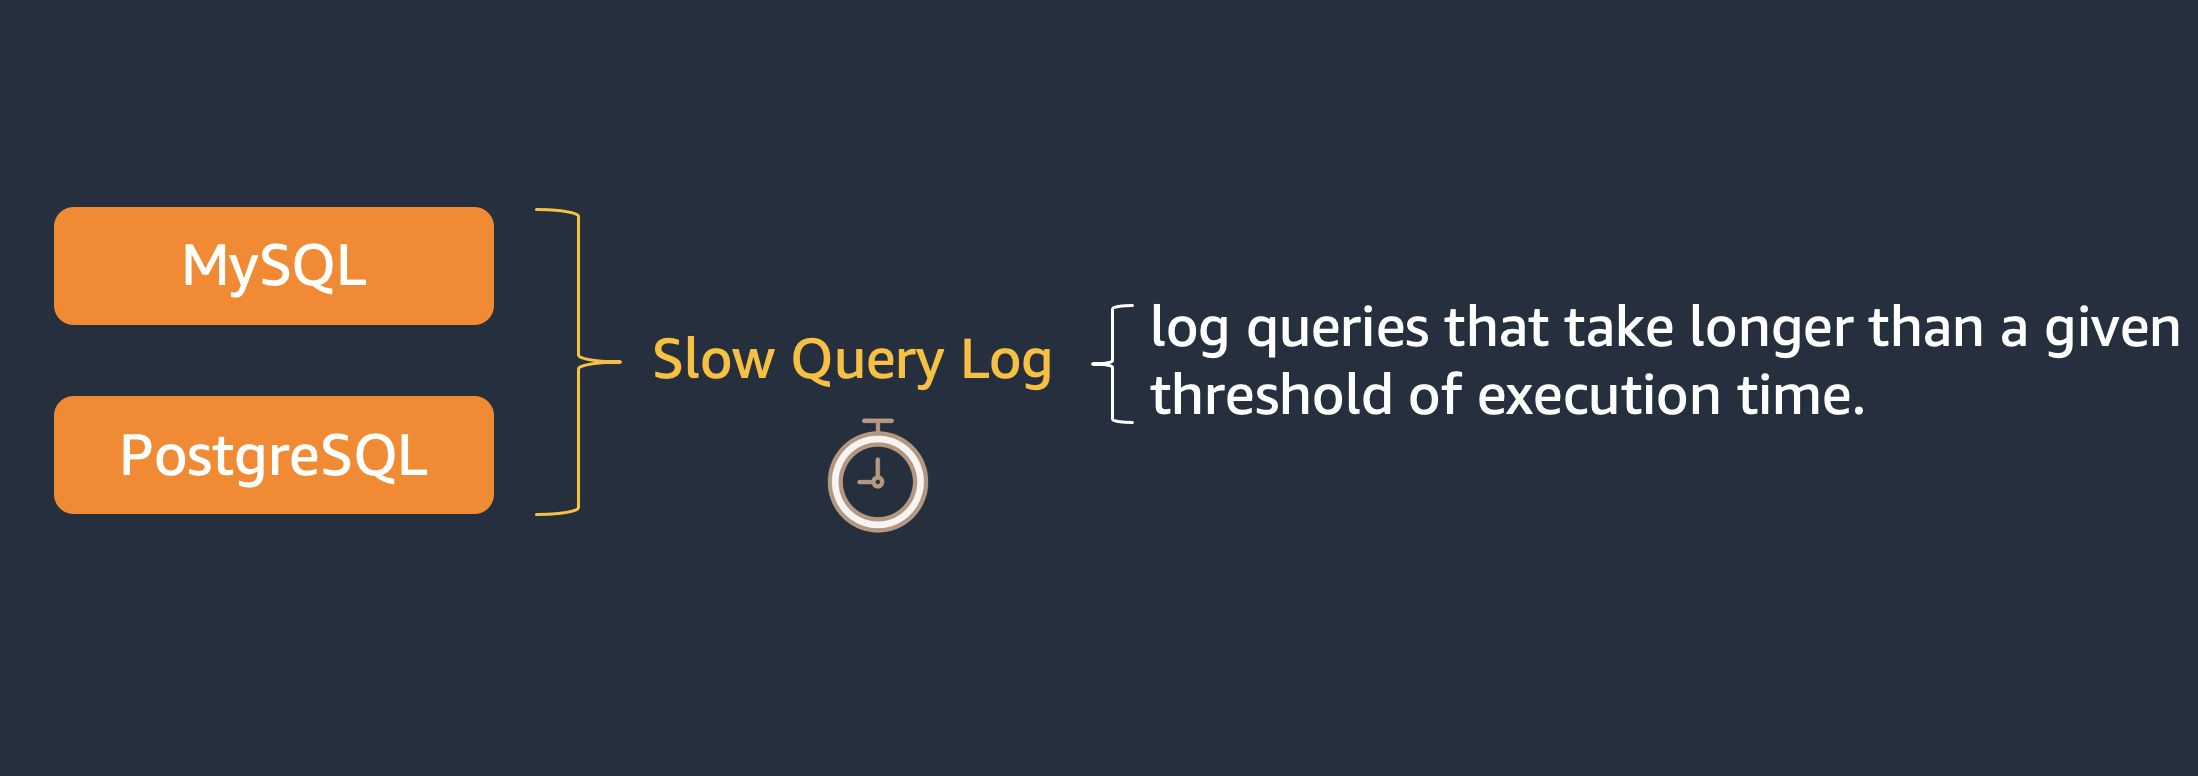 MySQL
PostgreSQL
Slow Query Log
log queries that take longer than a given
threshold of execution time.